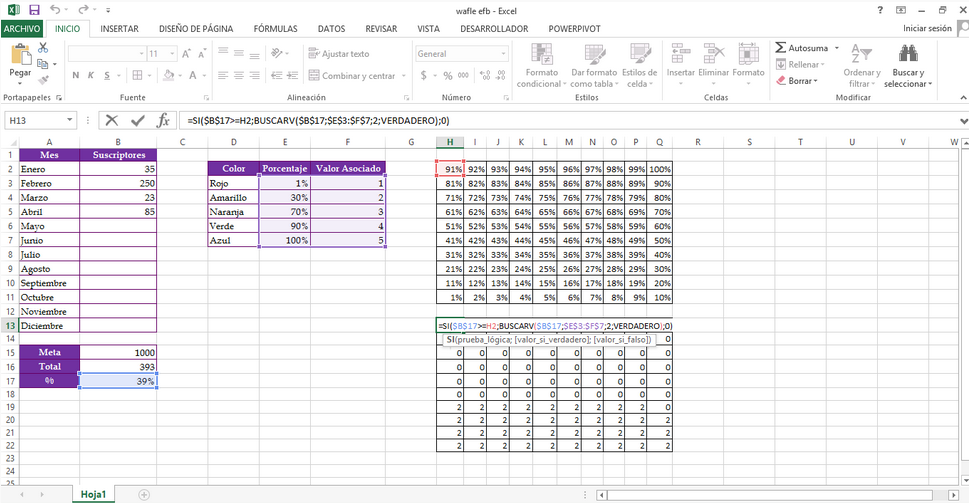 wafle efb - Excel
ARCHIVO INICIO INSERTAR DISEÑO DE PÁGINA FÓRMULAS DATOS REVISAR VISTA DESARROLLADOR POWERPIVOT Iniciar sesión
Pegar
N K S
11
Ajustar texto
Combinar y centrar
General
$ % 000
Formato condicional
Dar formato como tabla
Estilos de celda
Insertar Eliminar Formato
Autosuma
Rellenar
Borrar
Ordenar y filtrar
Buscar y seleccionar
Portapapeles Fuente Alineación Número Estilos Celdas Modificar
H13 fx =SI($B$17>=H2;BUSCARV($B$17;$E$3:$F$7;2;VERDADERO);0)
A B C D E F G H I J K L M N O P Q R S T U V W
1 Mes Suscriptores
2 Enero 35 Color Porcentaje Valor Asociado 91% 92% 93% 94% 95% 96% 97% 98% 99% 100%
3 Febrero 250 Rojo 1% 1 81% 82% 83% 84% 85% 86% 87% 88% 89% 90%
4 Marzo 23 Amarillo 30% 2 71% 72% 73% 74% 75% 76% 77% 78% 79% 80%
5 Abril 85 Naranja 70% 3 61% 62% 63% 64% 65% 66% 67% 68% 69% 70%
6 Mayo Verde 90% 4 51% 52% 53% 54% 55% 56% 57% 58% 59% 60%
7 Junio Azul 100% 5 41% 42% 43% 44% 45% 46% 47% 48% 49% 50%
8 Julio 31% 32% 33% 34% 35% 36% 37% 38% 39% 40%
9 Agosto 21% 22% 23% 24% 25% 26% 27% 28% 29% 30%
10 Septiembre 11% 12% 13% 14% 15% 16% 17% 18% 19% 20%
11 Octubre 1% 2% 3% 4% 5% 6% 7% 8% 9% 10%
12 Noviembre
13 Diciembre =SI($B$17>=H2;BUSCARV($B$17;$E$3:$F$7;2;VERDADERO);0)
14 SI(prueba_lógica; [valor_si_verdadero]; [valor_si_falso]) 0
15 Meta 1000 0 0 0 0 0 0 0 0 0 0
16 Total 393 0 0 0 0 0 0 0 0 0 0
17 % 39% 0 0 0 0 0 0 0 0 0 0
18 0 0 0 0 0 0 0 0 0 0
19 2 2 2 2 2 2 2 2 2 0
20 2 2 2 2 2 2 2 2 2 2
21 2 2 2 2 2 2 2 2 2 2
22 2 2 2 2 2 2 2 2 2 2
23
24
25
Hoja1